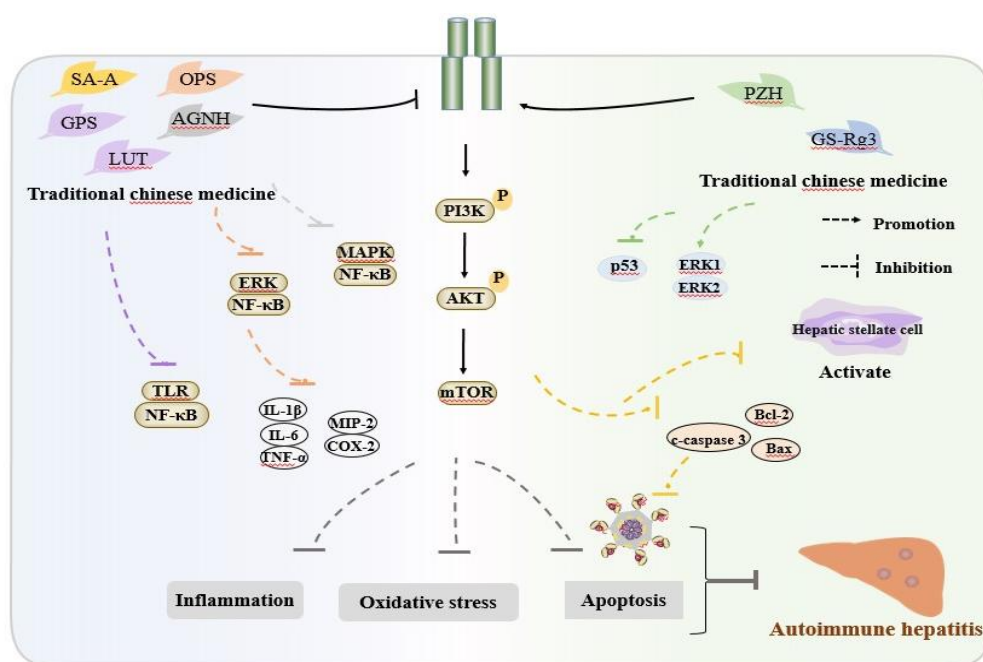 SA-A
OPS
GPS
AGNH
LUT
Traditional chinese medicine
PZH
GS-Rg3
Traditional chinese medicine
Promotion
Inhibition
P
PI3K
P
AKT
mTOR
MAPK
NF-κB
ERK
NF-κB
TLR
NF-κB
IL-1β
IL-6
TNF-α
MIP-2
COX-2
p53
ERK1
ERK2
Hepatic stellate cell
Activate
Bcl-2
c-caspase 3
Bax
Inflammation
Oxidative stress
Apoptosis
Autoimmune hepatitis